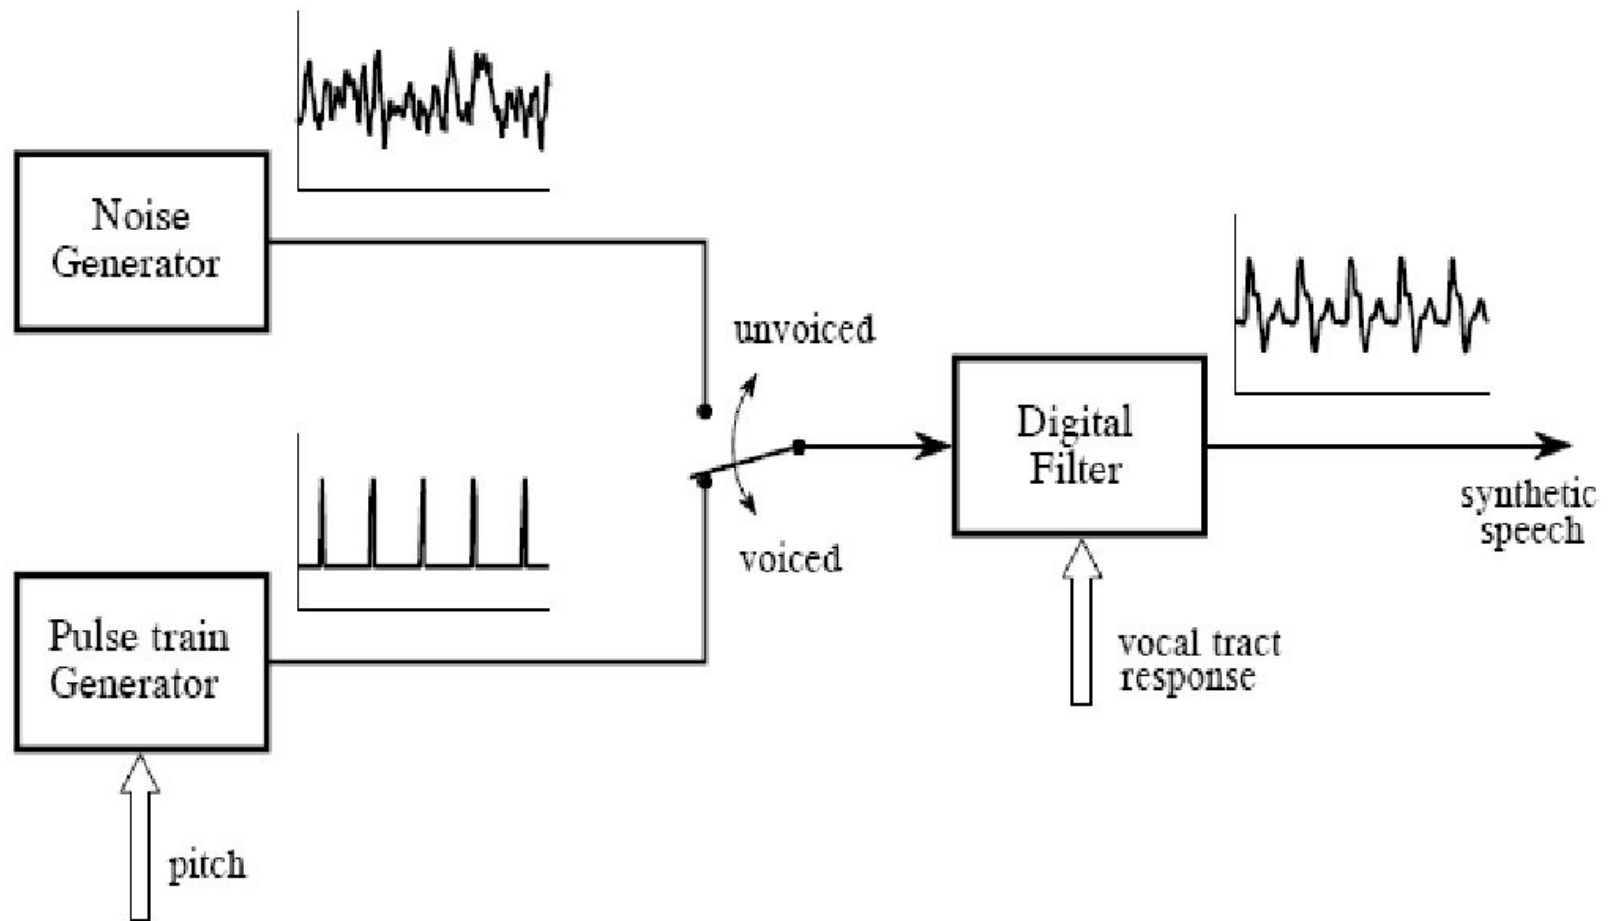 Noise
Generator
unvoiced
voiced
Pulse train
Generator
pitch
Digital
Filter
vocal tract
response
synthetic
speech